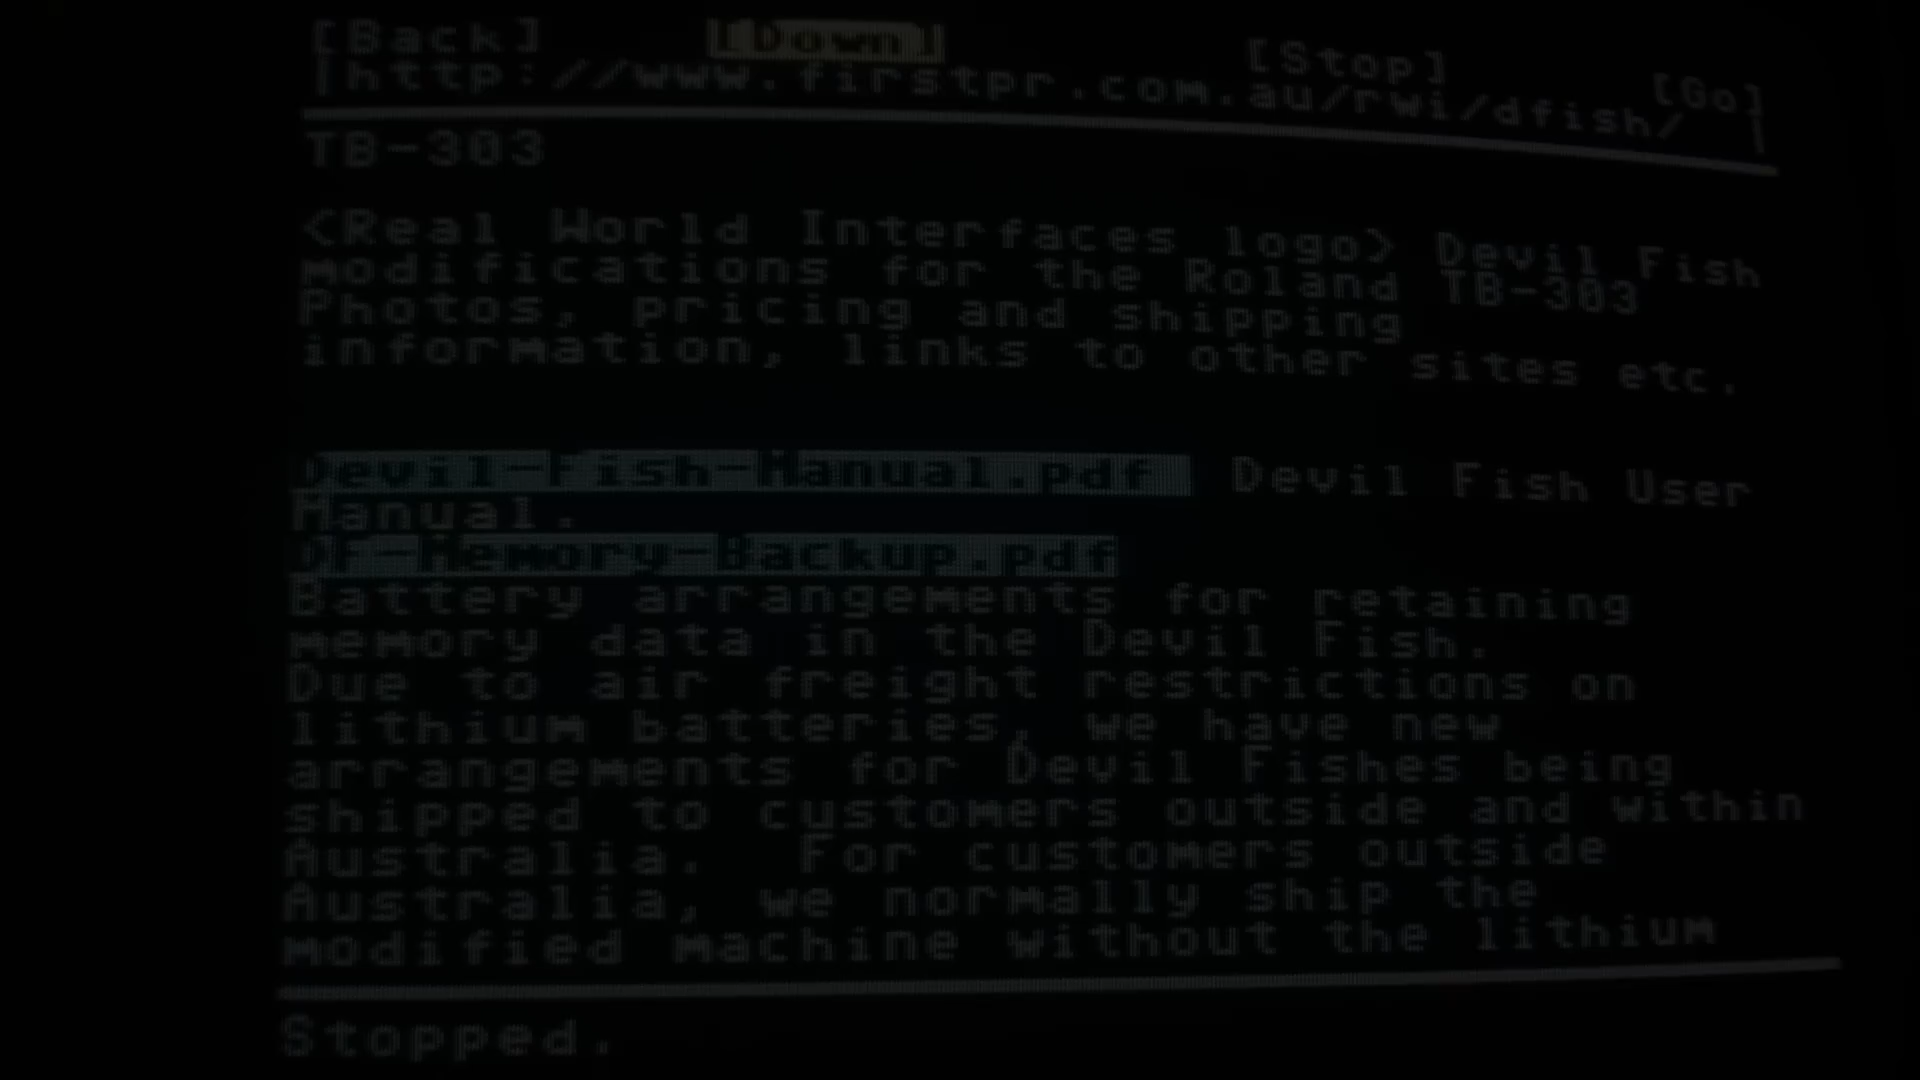 [Back] [Down] [Stop] [Go]
|http://www.firstpr.com.au/rwi/dfish/ |
TB-303
<Real World Interfaces logo> Devil Fish
modifications for the Roland TB-303
Photos, pricing and shipping
information, links to other sites etc.
Devil-Fish-Manual.pdf Devil Fish User
Manual.
DF-Memory-Backup.pdf
Battery arrangements for retaining
memory data in the Devil Fish.
Due to air freight restrictions on
lithium batteries, we have new
arrangements for Devil Fishes being
shipped to customers outside and within
Australia. For customers outside
Australia, we normally ship the
modified machine without the lithium
Stopped.